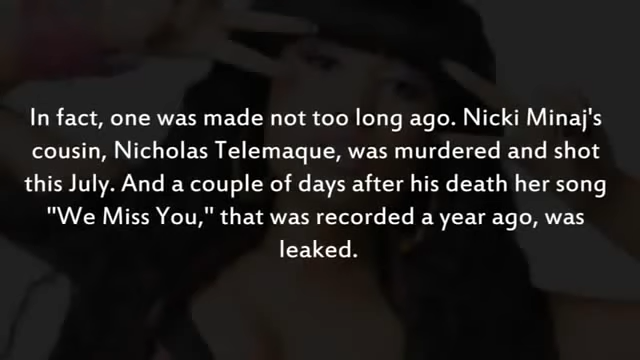 In fact, one was made not too long ago. Nicki Minaj's
cousin, Nicholas Telemaque, was murdered and shot
this July. And a couple of days after his death her song
"We Miss You," that was recorded a year ago, was
leaked.